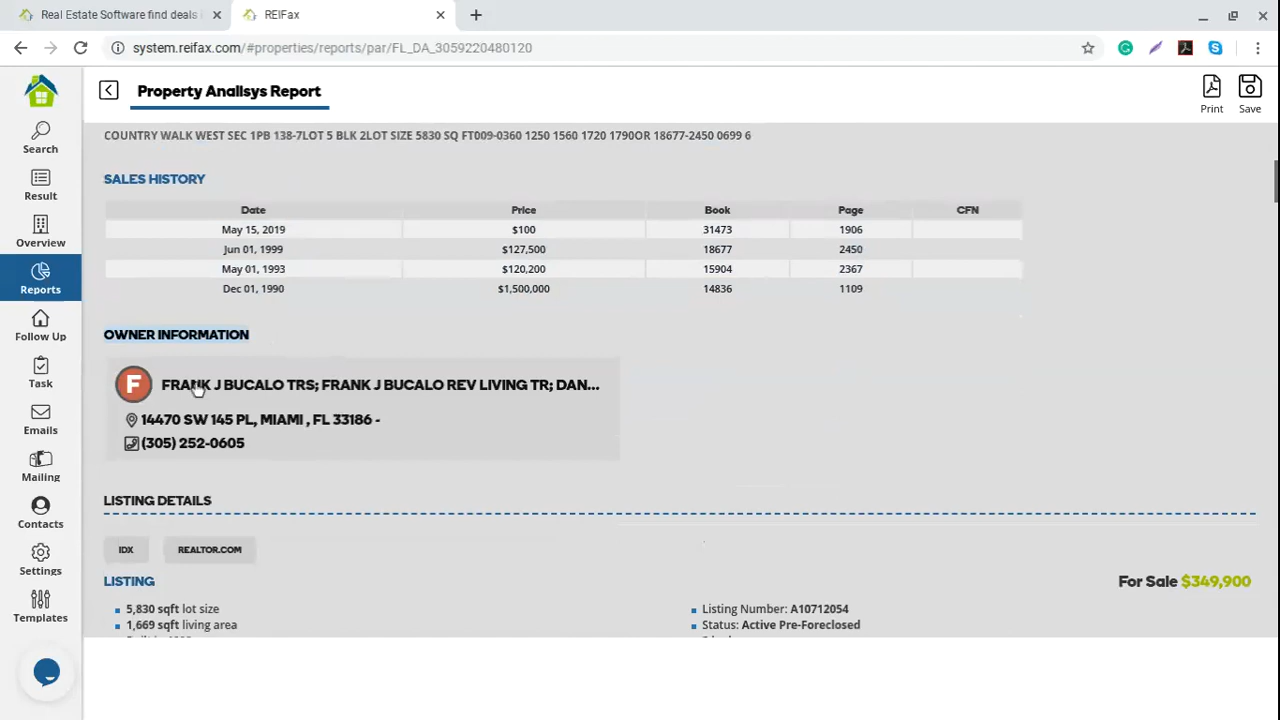 Real Estate Software find deals
REIFax
system.reifax.com/#properties/reports/par/FL_DA_3059220480120
Property Anallsys Report
Print
Save
Search
Result
Overview
Reports
Follow Up
Task
Emails
Mailing
Contacts
Settings
Templates
COUNTRY WALK WEST SEC 1PB 138-7LOT 5 BLK 2LOT SIZE 5830 SQ FT009-0360 1250 1560 1720 1790OR 18677-2450 0699 6
SALES HISTORY
Date Price Book Page CFN
May 15, 2019 $100 31473 1906
Jun 01, 1999 $127,500 18677 2450
May 01, 1993 $120,200 15904 2367
Dec 01, 1990 $1,500,000 14836 1109
OWNER INFORMATION
F FRANK J BUCALO TRS; FRANK J BUCALO REV LIVING TR; DAN...
14470 SW 145 PL, MIAMI , FL 33186 -
(305) 252-0605
LISTING DETAILS
IDX REALTOR.COM
LISTING For Sale $349,900
5,830 sqft lot size Listing Number: A10712054
1,669 sqft living area Status: Active Pre-Foreclosed